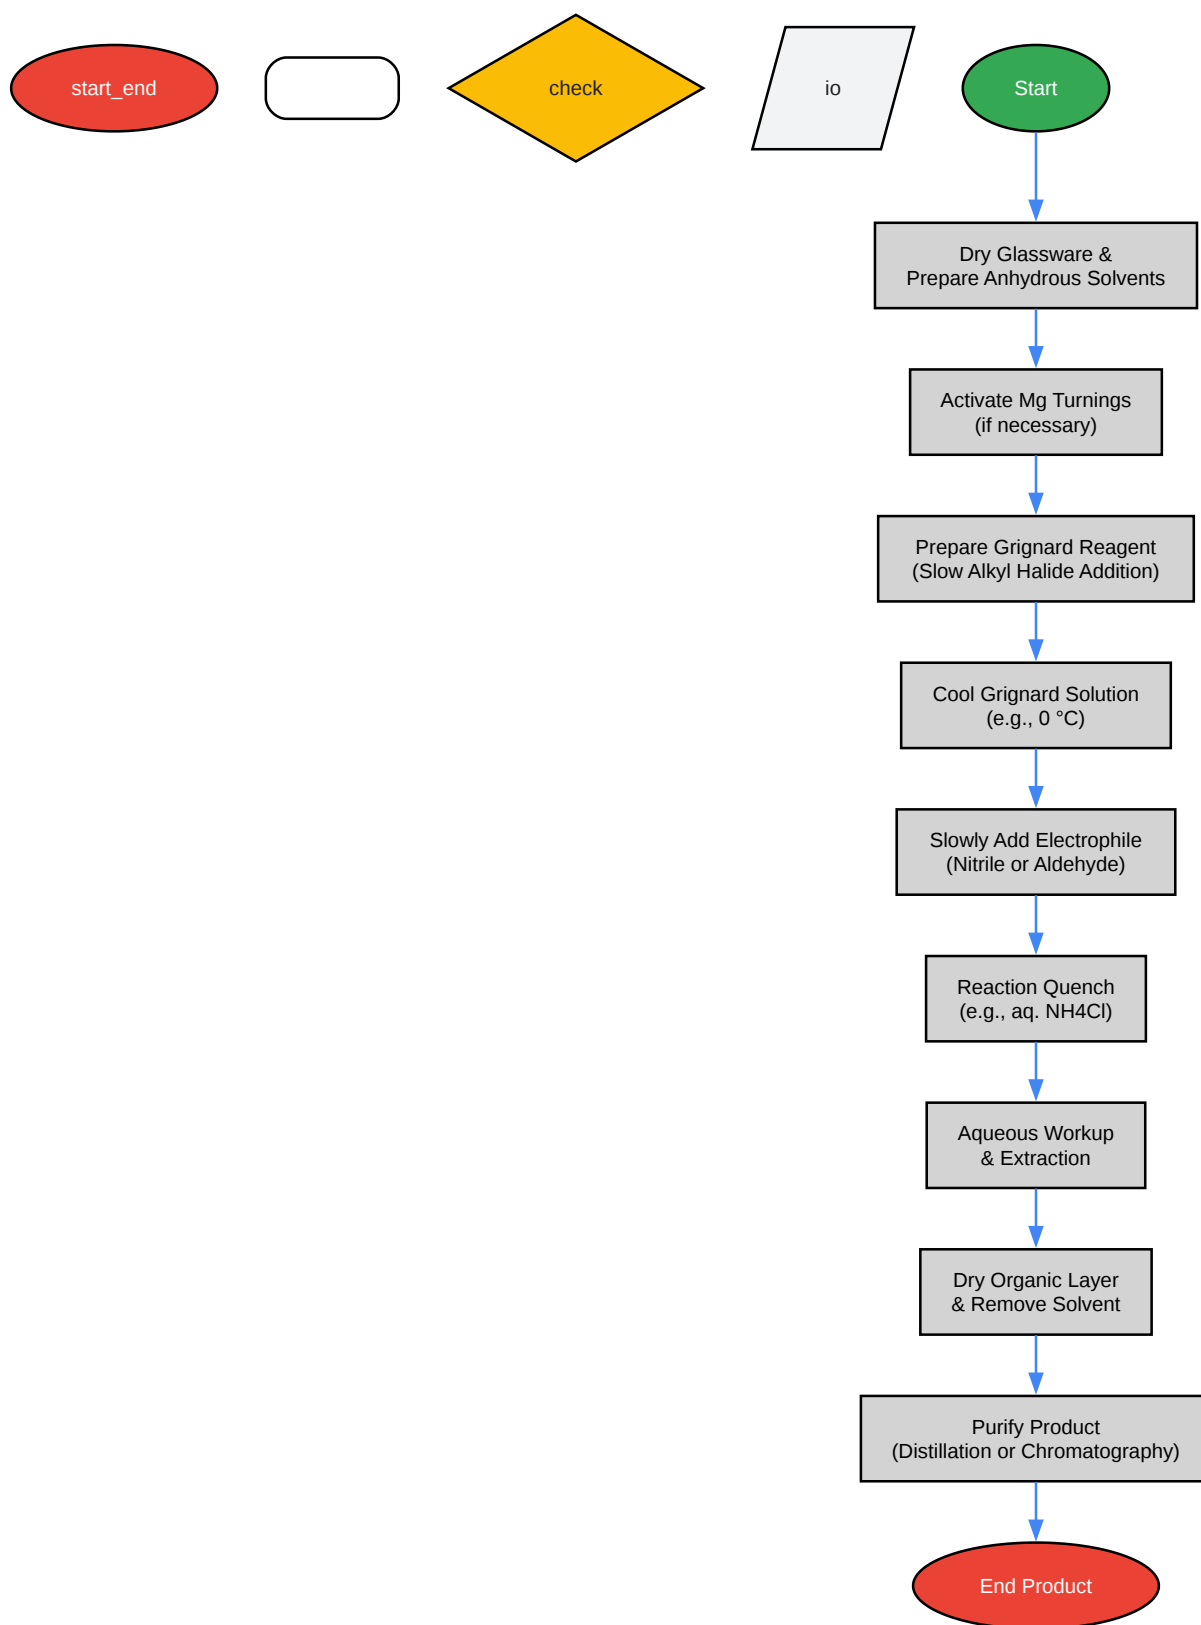 start_end
check
io
Start
Dry Glassware &
Prepare Anhydrous Solvents
Activate Mg Turnings
(if necessary)
Prepare Grignard Reagent
(Slow Alkyl Halide Addition)
Cool Grignard Solution
(e.g., 0 °C)
Slowly Add Electrophile
(Nitrile or Aldehyde)
Reaction Quench
(e.g., aq. NH4Cl)
Aqueous Workup
& Extraction
Dry Organic Layer
& Remove Solvent
Purify Product
(Distillation or Chromatography)
End Product